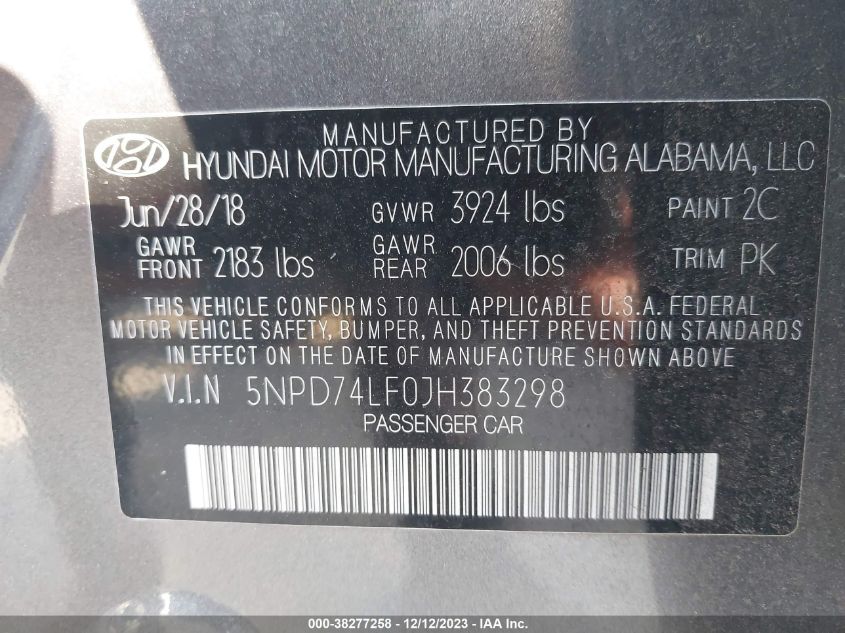 MANUFACTURED BY
HYUNDAI MOTOR MANUFACTURING ALABAMA, LLC
Jun/28/18 GVWR 3924 lbs PAINT 2C
GAWR FRONT 2183 lbs GAWR REAR 2006 lbs TRIM PK
THIS VEHICLE CONFORMS TO ALL APPLICABLE U.S.A. FEDERAL
MOTOR VEHICLE SAFETY, BUMPER, AND THEFT PREVENTION STANDARDS
IN EFFECT ON THE DATE OF MANUFACTURE SHOWN ABOVE
V.I.N 5NPD74LF0JH383298
PASSENGER CAR
000-38277258 - 12/12/2023 - IAA Inc.